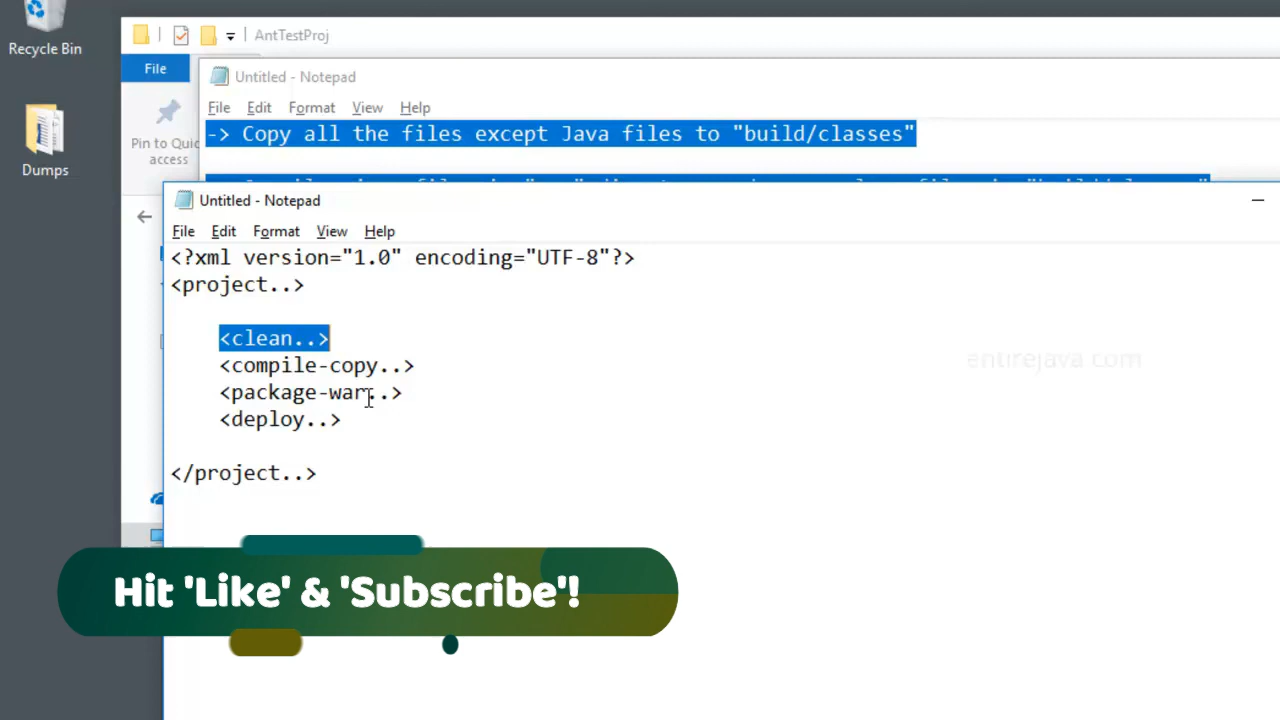 Recycle Bin
AntTestProj
File
Untitled - Notepad
File Edit Format View Help
Pin to Quic
access
-> Copy all the files except Java files to "build/classes"
Dumps
Untitled - Notepad
File Edit Format View Help
<?xml version="1.0" encoding="UTF-8"?>
<project..>
<clean..>
<compile-copy..>
<package-war..>
<deploy..>
</project..>
entirejava.com
Hit 'Like' & 'Subscribe'!